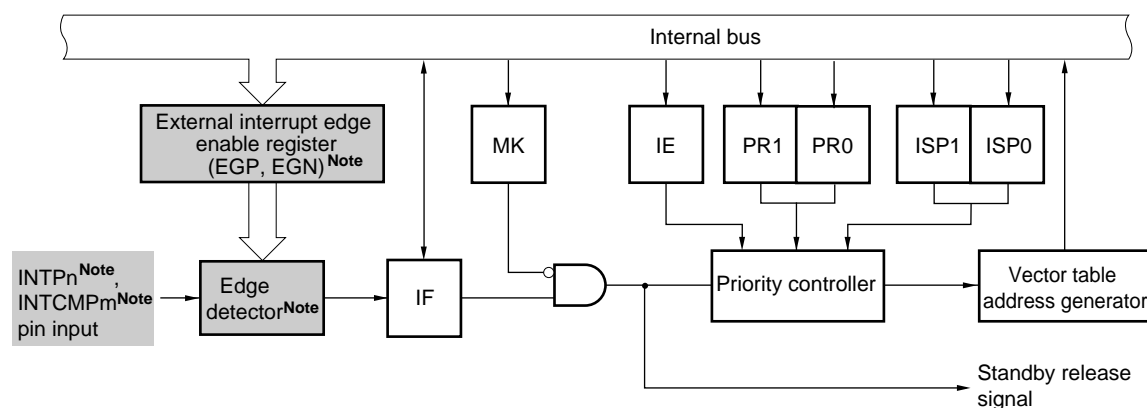 Internal bus
External interrupt edge
enable register
(EGP, EGN)Note
MK
IE
PR1
PR0
ISP1
ISP0
INTPnNote,
INTCMPmNote
pin input
Edge
detectorNote
IF
Priority controller
Vector table
address generator
Standby release
signal